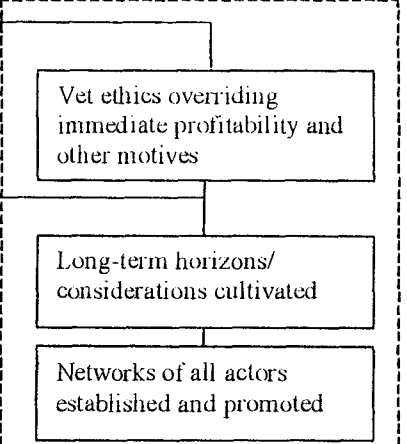 Vet ethics overriding
immediate profitability and
other motives
Long-term horizons/
considerations cultivated
Networks of all actors
established and promoted